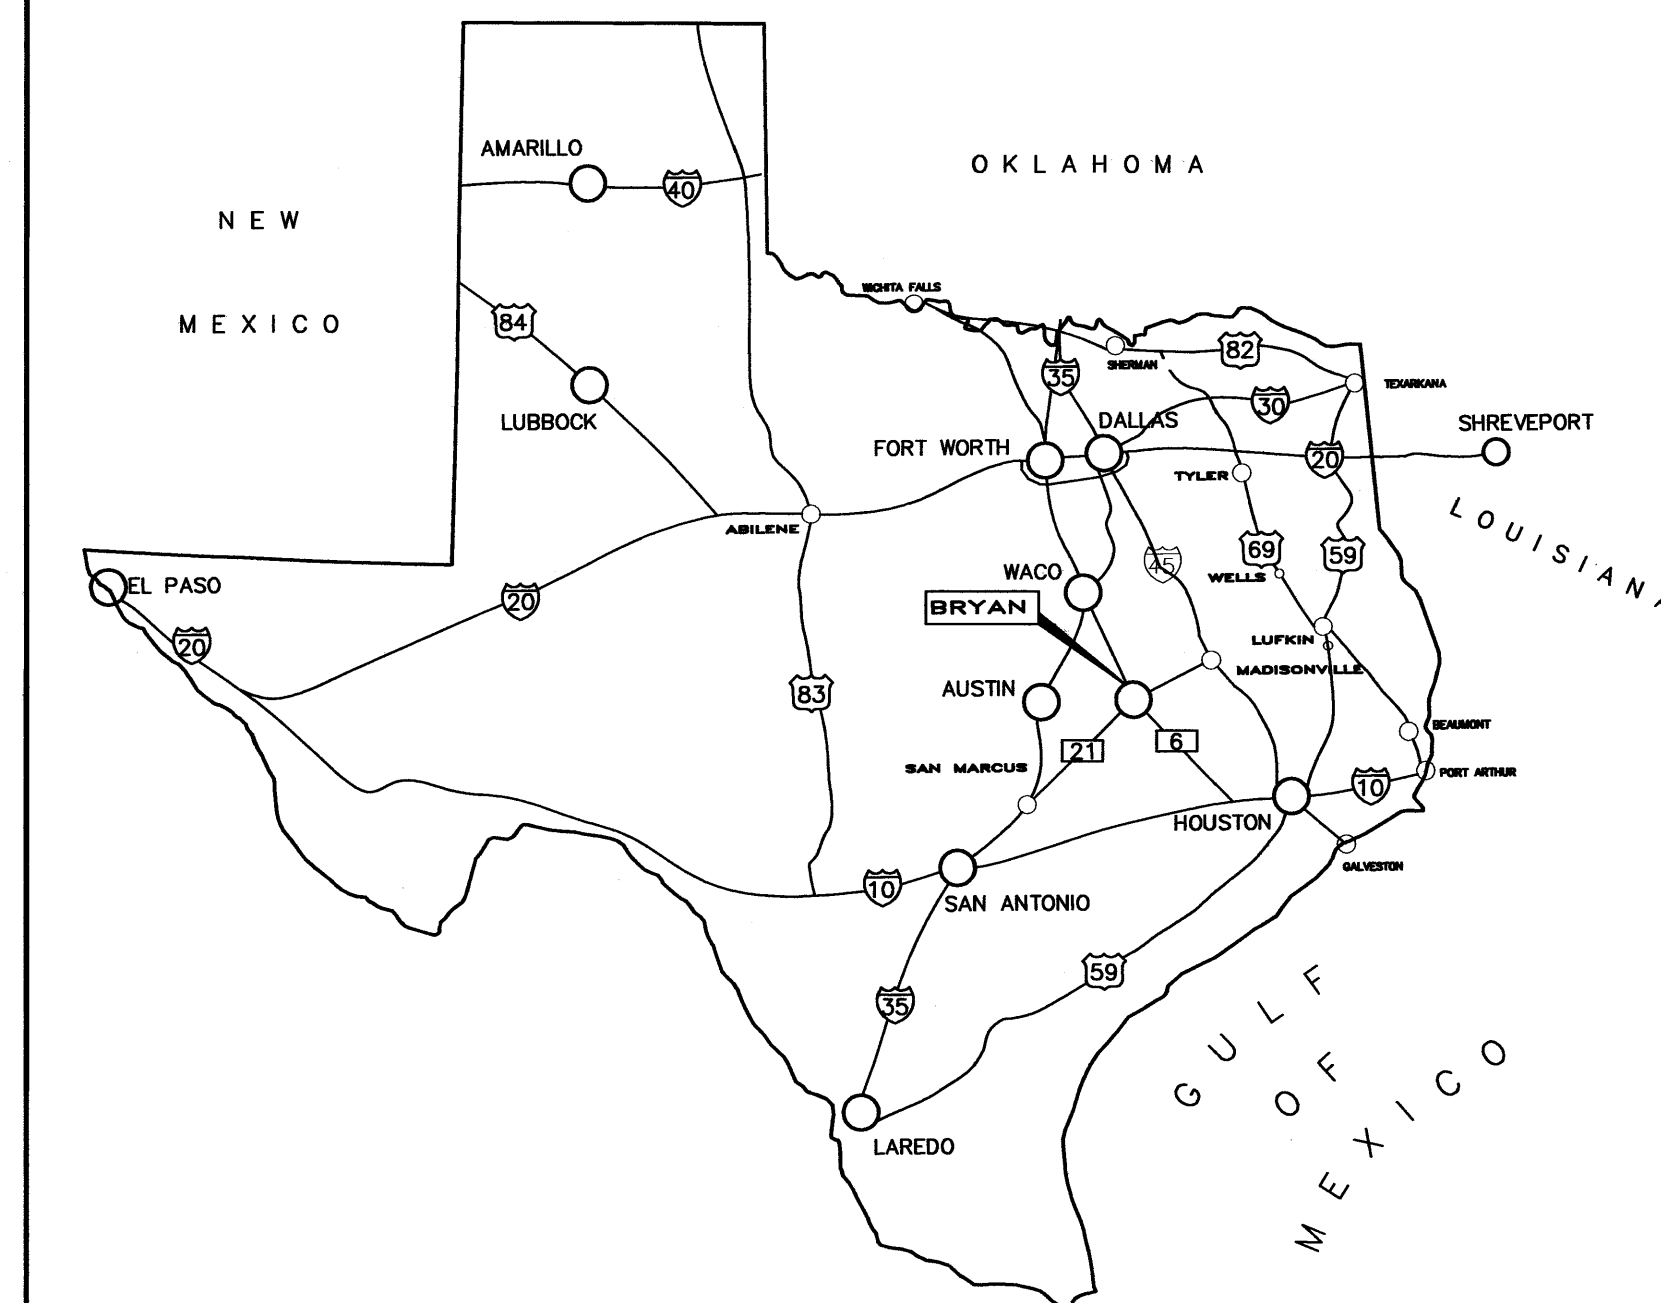 AMARILLO
40
OKLAHOMA
NEW
MEXICO
WICHITA FALLS
84
82
SHERMAN
35
TEXARKANA
30
LUBBOCK
DALLAS
SHREVEPORT
FORT WORTH
20
TYLER
LOUISIANA
ABILENE
69
59
45
WACO
WELLS
EL PASO
20
BRYAN
20
LUFKIN
MADISONVILLE
AUSTIN
83
BEAUMONT
21
6
SAN MARCUS
PORT ARTHUR
10
HOUSTON
GALVESTON
10
SAN ANTONIO
59
35
GULF
OF
MEXICO
LAREDO